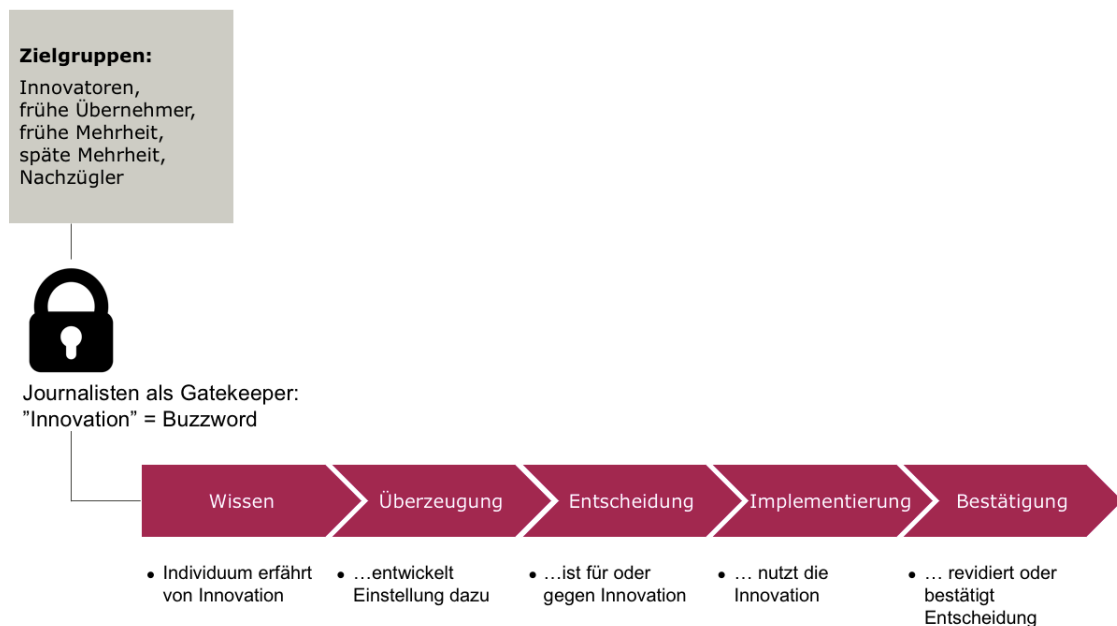 Zielgruppen:
Innovatoren,
frühe Übernehmer,
frühe Mehrheit,
späte Mehrheit,
Nachzügler
Journalisten als Gatekeeper:
”Innovation” = Buzzword
Wissen
Überzeugung
Entscheidung
Implementierung
Bestätigung
• Individuum erfährt
von Innovation
• …entwickelt
Einstellung dazu
• …ist für oder
gegen Innovation
• … nutzt die
Innovation
• … revidiert oder
bestätigt
Entscheidung